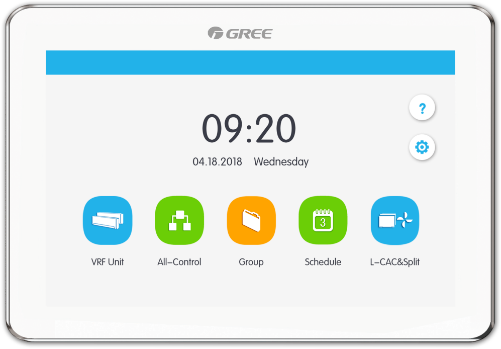 GREE
?
09:20
04.18.2018 Wednesday
3
VRF Unit All-Control Group Schedule L-CAC&Split